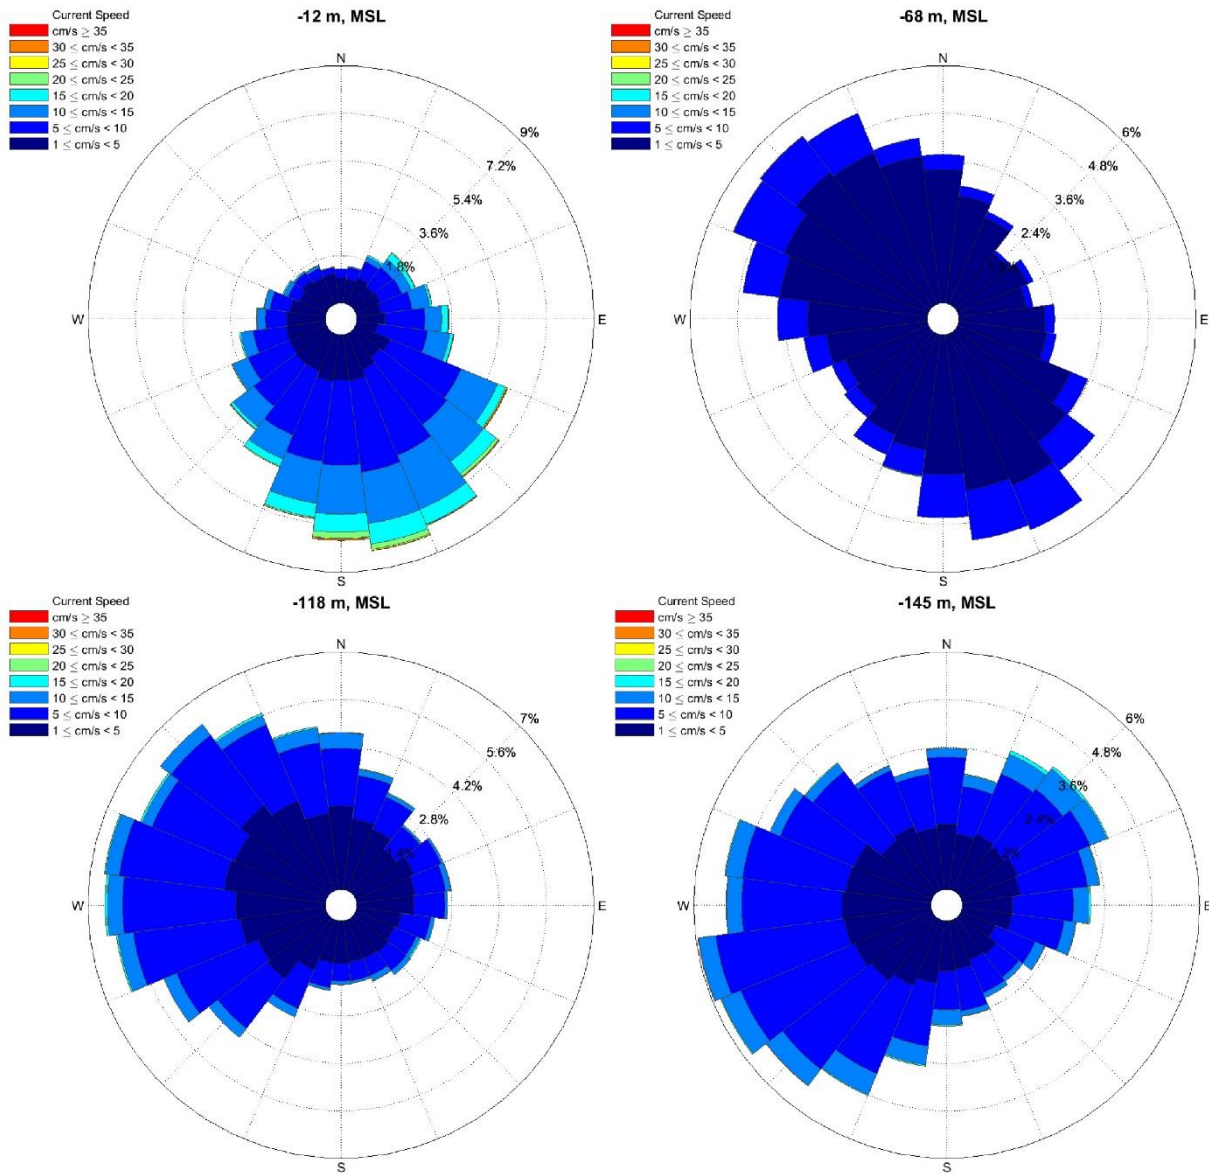 Current Speed
cm/s ≥ 35
30 ≤ cm/s < 35
25 ≤ cm/s < 30
20 ≤ cm/s < 25
15 ≤ cm/s < 20
10 ≤ cm/s < 15
5 ≤ cm/s < 10
1 ≤ cm/s < 5
-12 m, MSL
N
9%
7.2%
5.4%
3.6%
1.8%
W
E
S
Current Speed
cm/s ≥ 35
30 ≤ cm/s < 35
25 ≤ cm/s < 30
20 ≤ cm/s < 25
15 ≤ cm/s < 20
10 ≤ cm/s < 15
5 ≤ cm/s < 10
1 ≤ cm/s < 5
-68 m, MSL
N
6%
4.8%
3.6%
2.4%
W
E
S
Current Speed
cm/s ≥ 35
30 ≤ cm/s < 35
25 ≤ cm/s < 30
20 ≤ cm/s < 25
15 ≤ cm/s < 20
10 ≤ cm/s < 15
5 ≤ cm/s < 10
1 ≤ cm/s < 5
-118 m, MSL
N
7%
5.6%
4.2%
2.8%
W
E
S
Current Speed
cm/s ≥ 35
30 ≤ cm/s < 35
25 ≤ cm/s < 30
20 ≤ cm/s < 25
15 ≤ cm/s < 20
10 ≤ cm/s < 15
5 ≤ cm/s < 10
1 ≤ cm/s < 5
-145 m, MSL
N
6%
4.8%
3.6%
2.4%
W
E
S